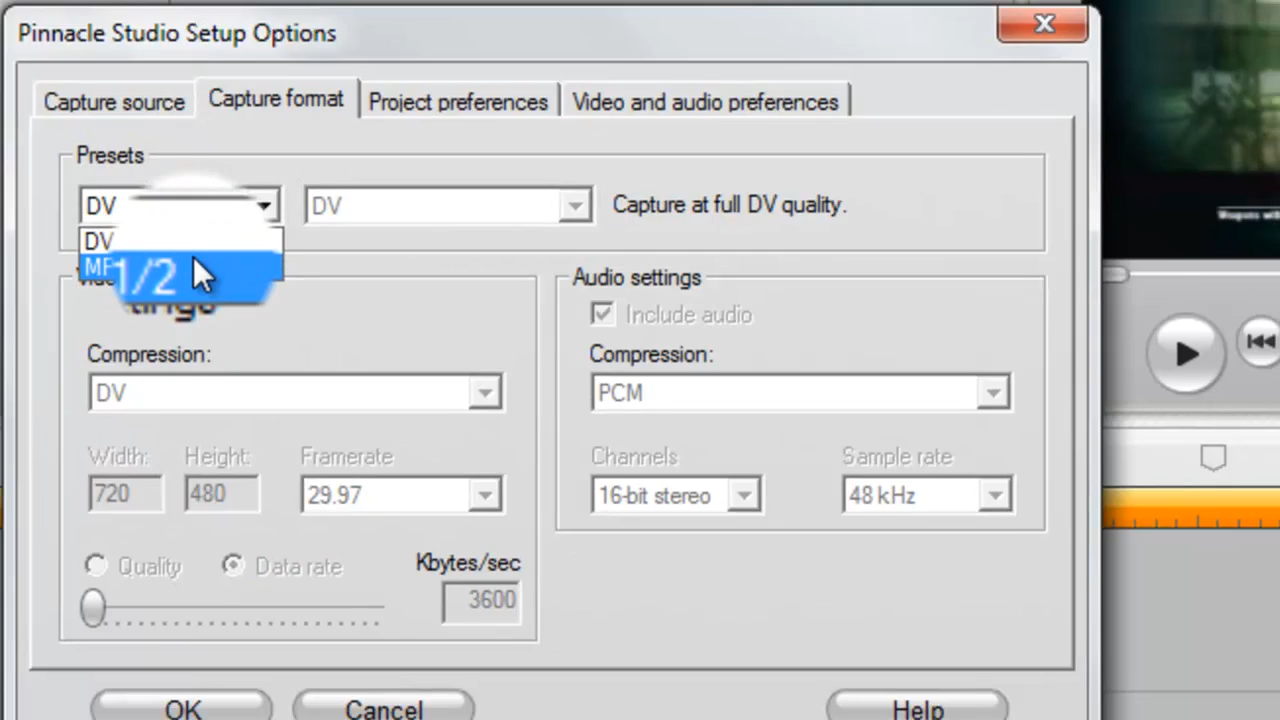 Pinnacle Studio Setup Options
Capture source Capture format Project preferences Video and audio preferences
Presets
DV DV Capture at full DV quality.
DV
1/2
Audio settings
Include audio
Compression: Compression:
DV PCM
Width: Height: Framerate Channels Sample rate
720 480 29.97 16-bit stereo 48 kHz
Quality Data rate Kbytes/sec
3600
OK Cancel Help